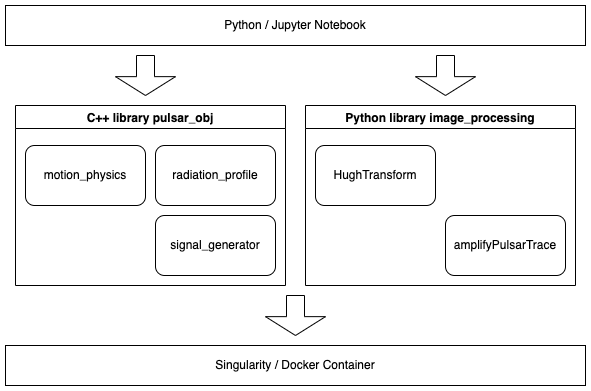 Python / Jupyter Notebook
C++ library pulsar_obj
Python library image_processing
motion_physics
radiation_profile
HughTransform
signal_generator
amplifyPulsarTrace
Singularity / Docker Container